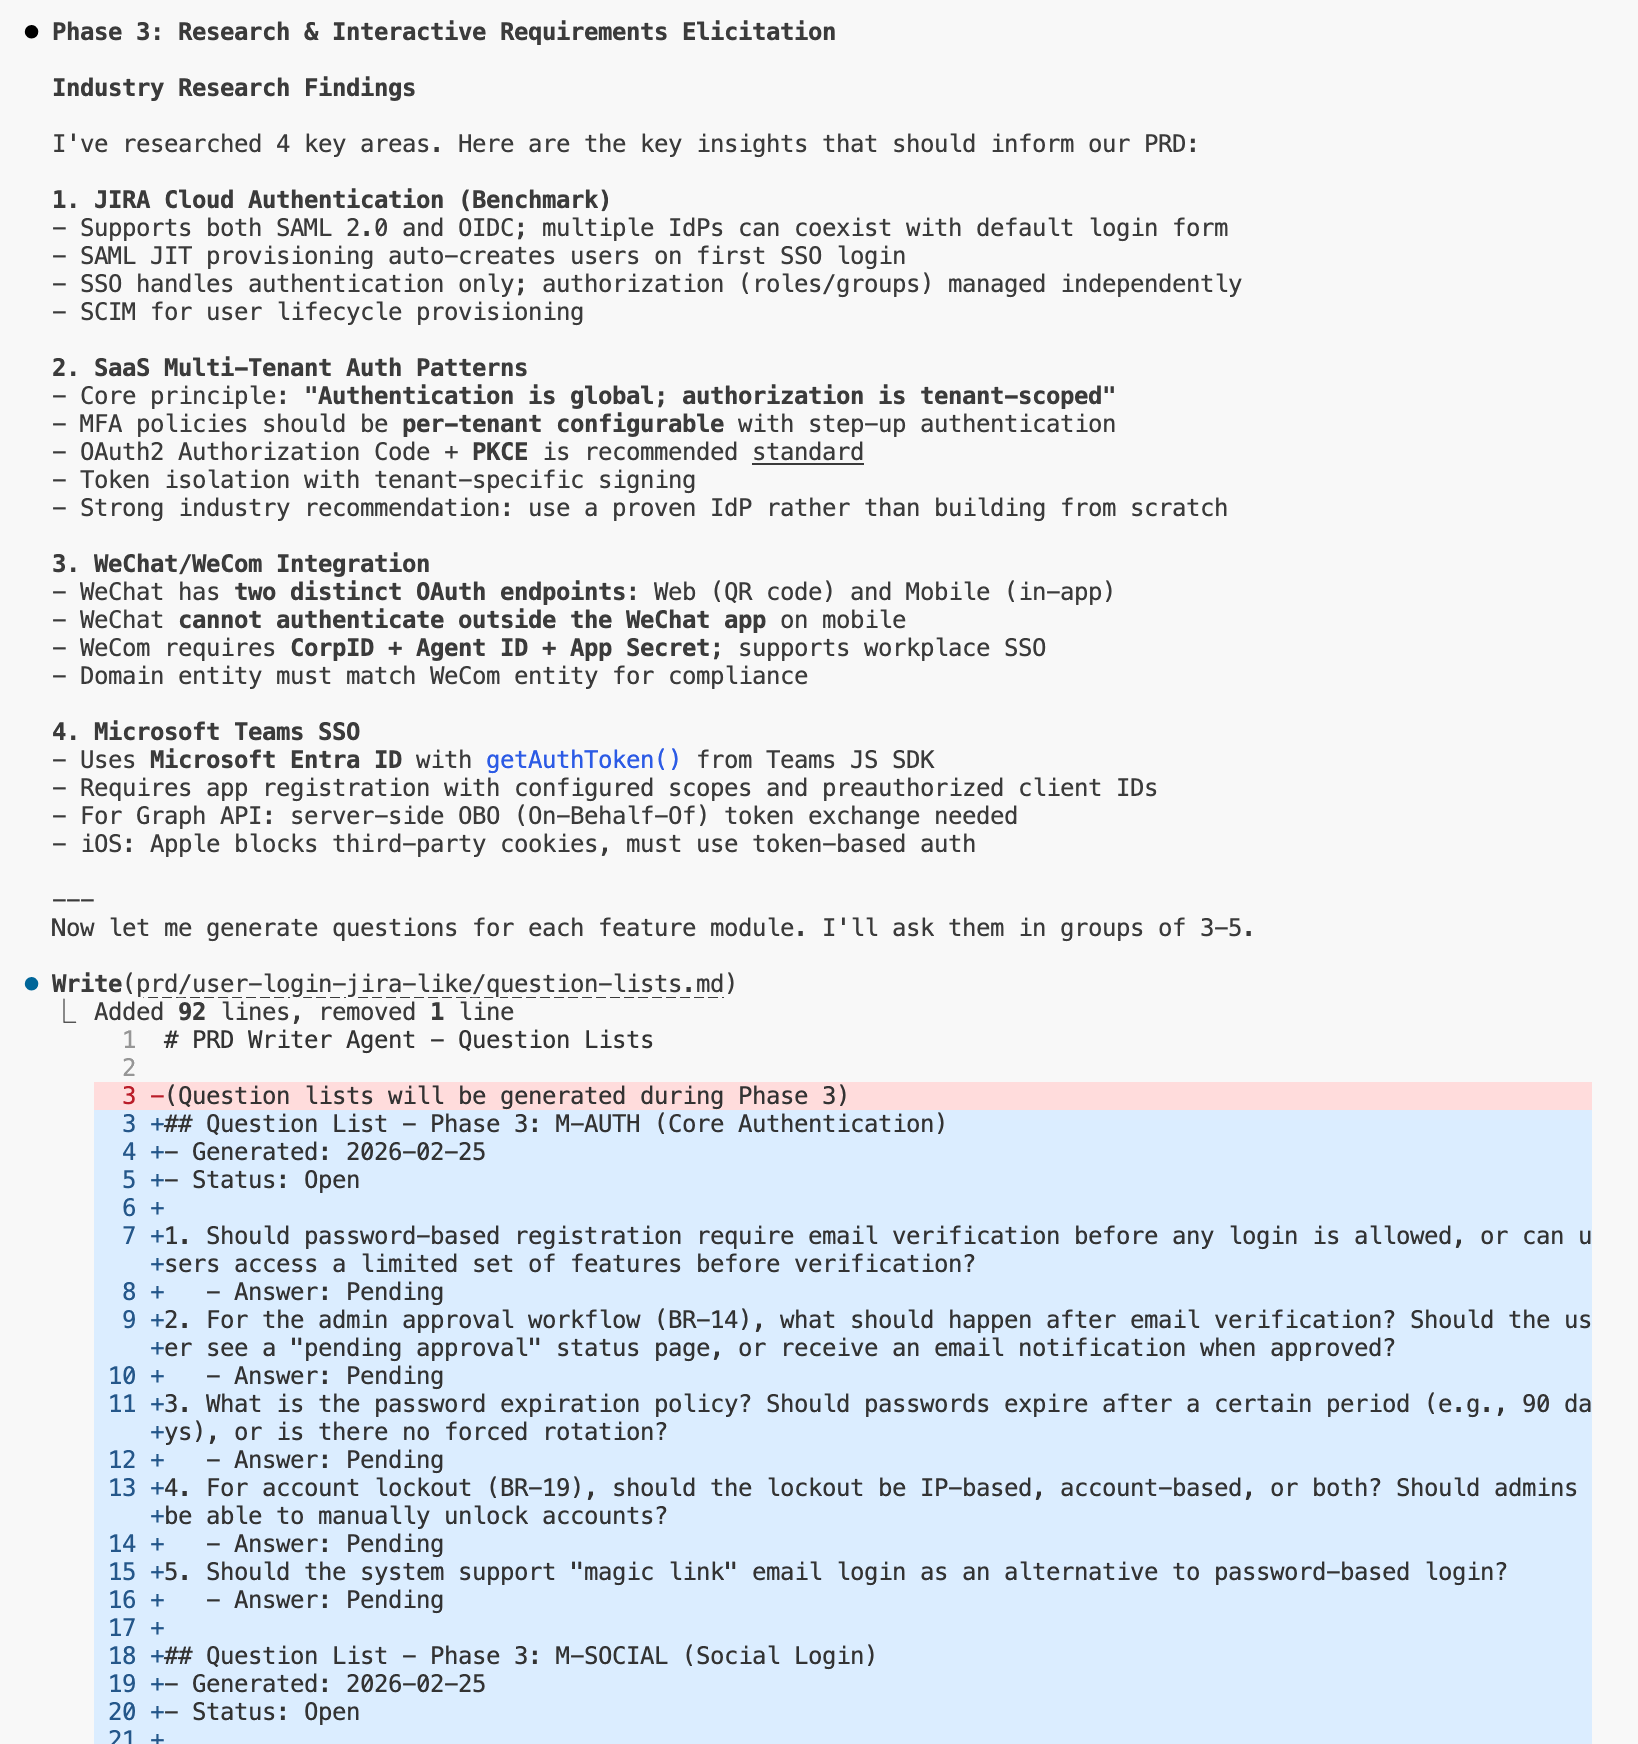 ● Phase 3: Research & Interactive Requirements Elicitation
Industry Research Findings
I've researched 4 key areas. Here are the key insights that should inform our PRD:
1. JIRA Cloud Authentication (Benchmark)
- Supports both SAML 2.0 and OIDC; multiple IdPs can coexist with default login form
- SAML JIT provisioning auto-creates users on first SSO login
- SSO handles authentication only; authorization (roles/groups) managed independently
- SCIM for user lifecycle provisioning
2. SaaS Multi-Tenant Auth Patterns
- Core principle: "Authentication is global; authorization is tenant-scoped"
- MFA policies should be per-tenant configurable with step-up authentication
- OAuth2 Authorization Code + PKCE is recommended standard
- Token isolation with tenant-specific signing
- Strong industry recommendation: use a proven IdP rather than building from scratch
3. WeChat/WeCom Integration
- WeChat has two distinct OAuth endpoints: Web (QR code) and Mobile (in-app)
- WeChat cannot authenticate outside the WeChat app on mobile
- WeCom requires CorpID + Agent ID + App Secret; supports workplace SSO
- Domain entity must match WeCom entity for compliance
4. Microsoft Teams SSO
- Uses Microsoft Entra ID with getAuthToken() from Teams JS SDK
- Requires app registration with configured scopes and preauthorized client IDs
- For Graph API: server-side OBO (On-Behalf-Of) token exchange needed
- iOS: Apple blocks third-party cookies, must use token-based auth
---
Now let me generate questions for each feature module. I'll ask them in groups of 3-5.
● Write(prd/user-login-jira-like/question-lists.md)
⎿ Added 92 lines, removed 1 line
1 # PRD Writer Agent - Question Lists
2
3 -(Question lists will be generated during Phase 3)
3 +## Question List - Phase 3: M-AUTH (Core Authentication)
4 +- Generated: 2026-02-25
5 +- Status: Open
6 +
7 +1. Should password-based registration require email verification before any login is allowed, or can u
+sers access a limited set of features before verification?
8 +   - Answer: Pending
9 +2. For the admin approval workflow (BR-14), what should happen after email verification? Should the us
+er see a "pending approval" status page, or receive an email notification when approved?
10 +   - Answer: Pending
11 +3. What is the password expiration policy? Should passwords expire after a certain period (e.g., 90 da
+ys), or is there no forced rotation?
12 +   - Answer: Pending
13 +4. For account lockout (BR-19), should the lockout be IP-based, account-based, or both? Should admins
+be able to manually unlock accounts?
14 +   - Answer: Pending
15 +5. Should the system support "magic link" email login as an alternative to password-based login?
16 +   - Answer: Pending
17 +
18 +## Question List - Phase 3: M-SOCIAL (Social Login)
19 +- Generated: 2026-02-25
20 +- Status: Open
21 +